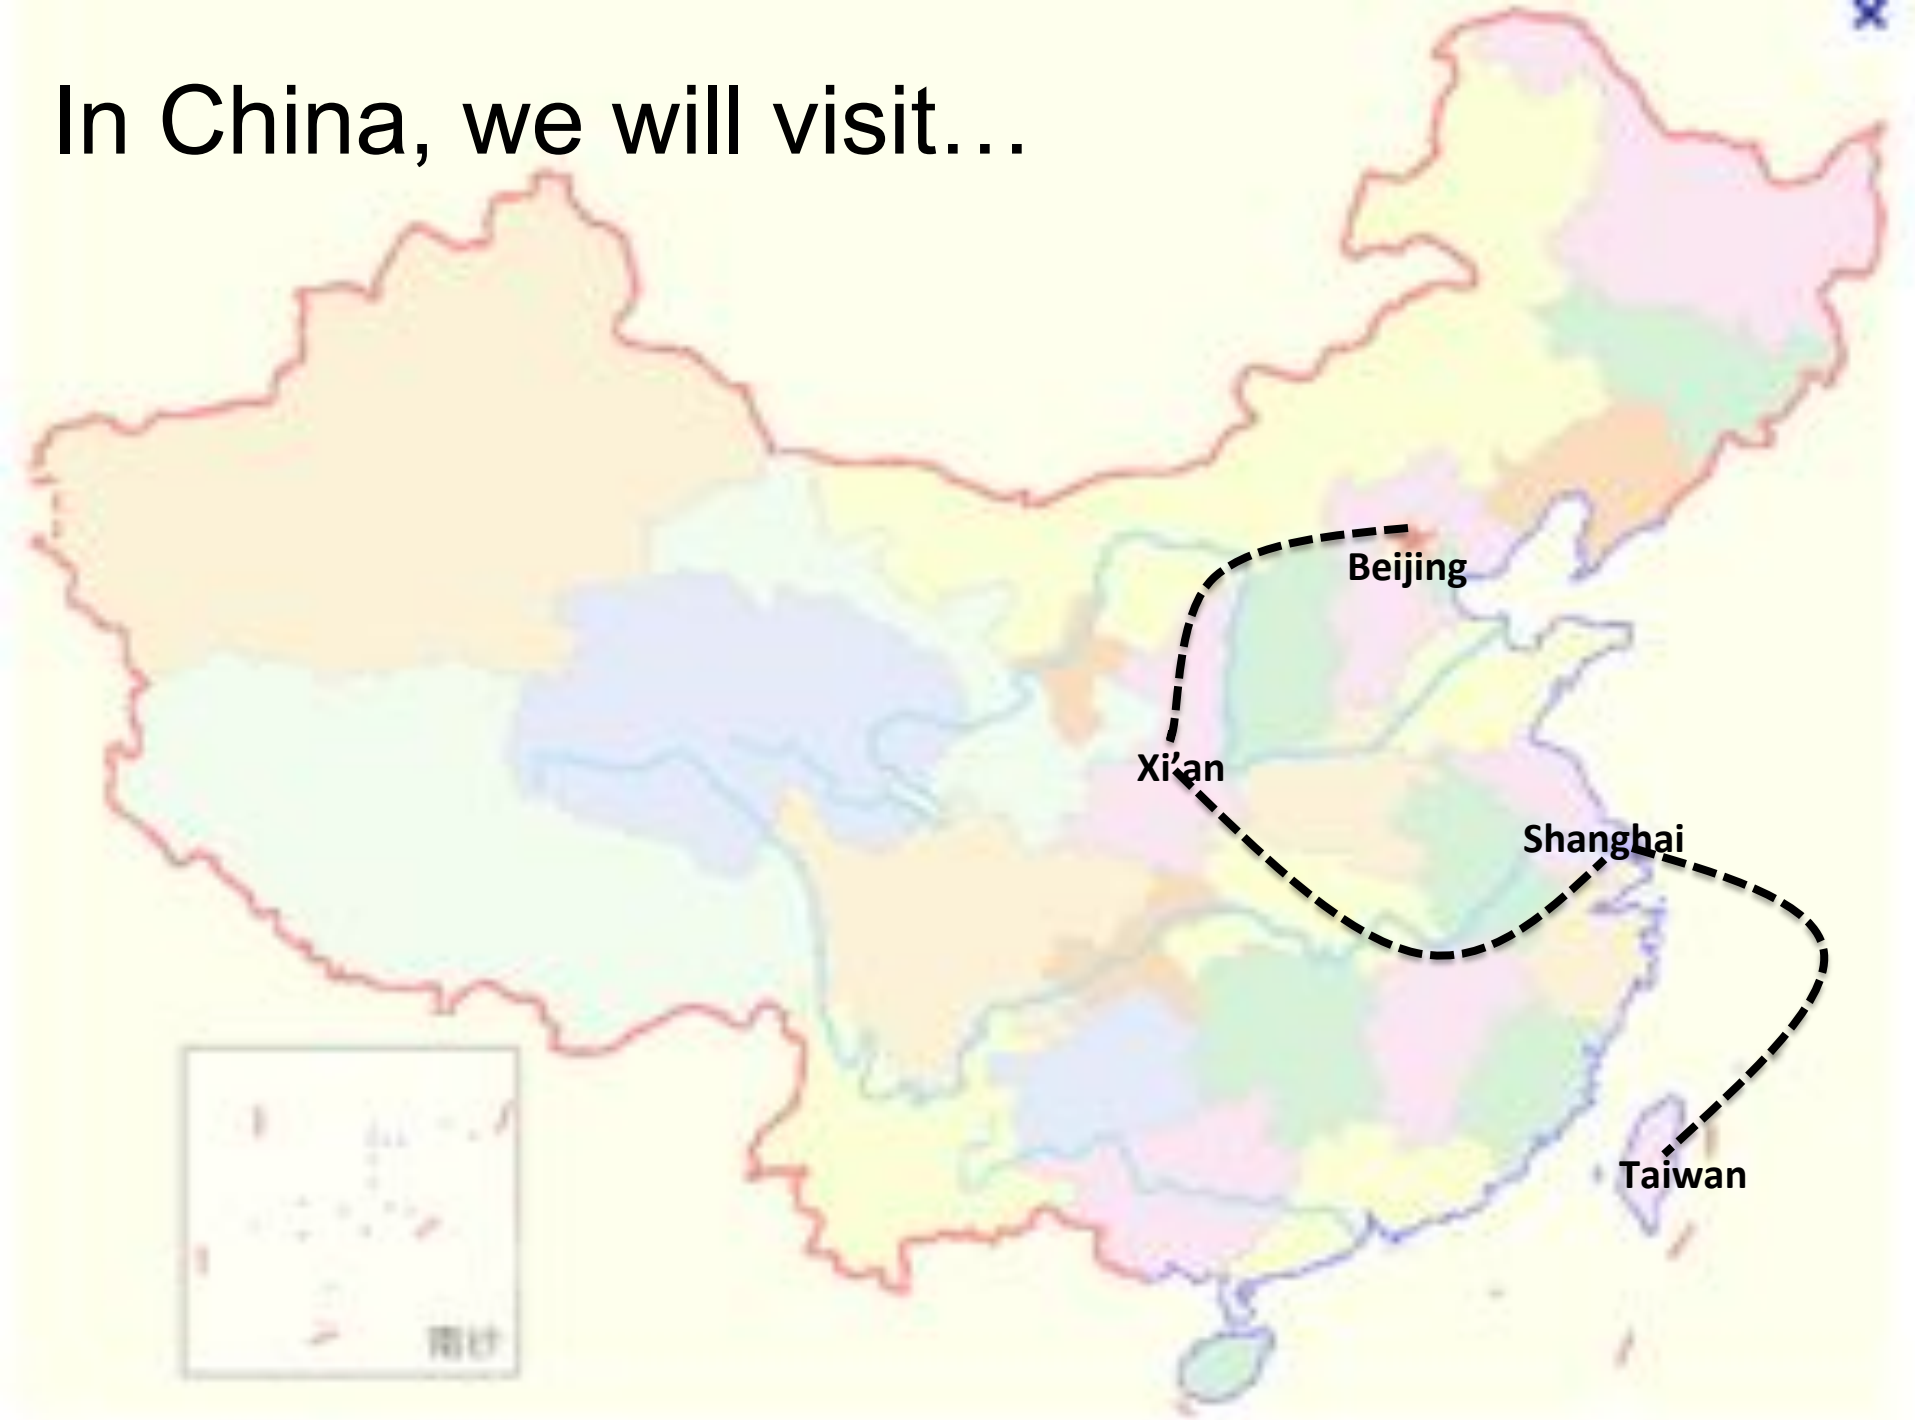 In China, we will visit…
Beijing
Xi’an
Shanghai
Taiwan